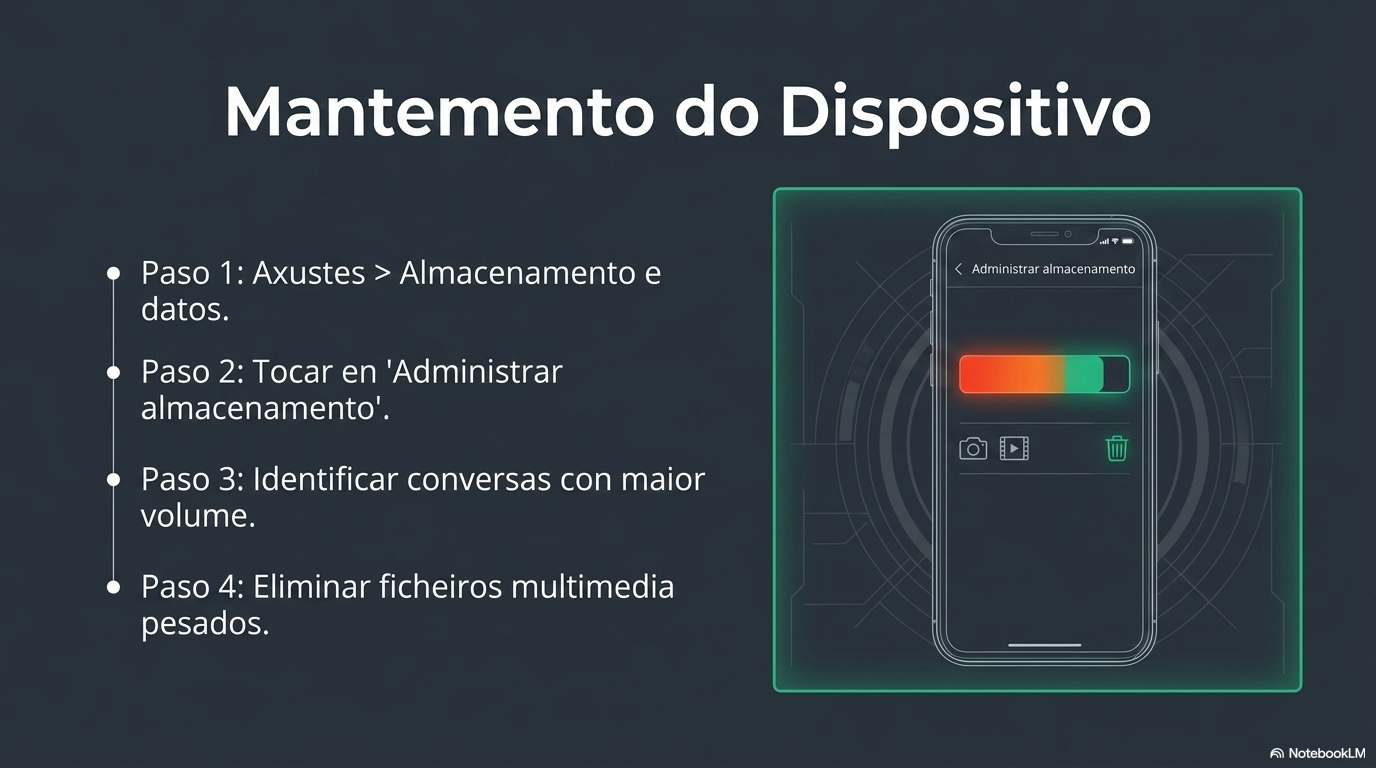 Mantemento do Dispositivo
Paso 1: Axustes > Almacenamento e
datos.
Paso 2: Tocar en 'Administrar
almacenamento'.
Paso 3: Identificar conversas con maior
volume.
Paso 4: Eliminar ficheiros multimedia
pesados.
Administrar almacenamento
NotebookLM